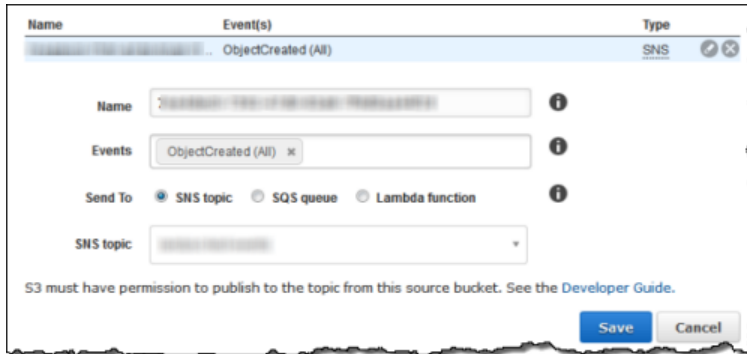 Name Event(s) Type
ObjectCreated (All) SNS
Name
Events ObjectCreated (All) ×
Send To SNS topic SQS queue Lambda function
SNS topic
S3 must have permission to publish to the topic from this source bucket. See the Developer Guide.
Save Cancel